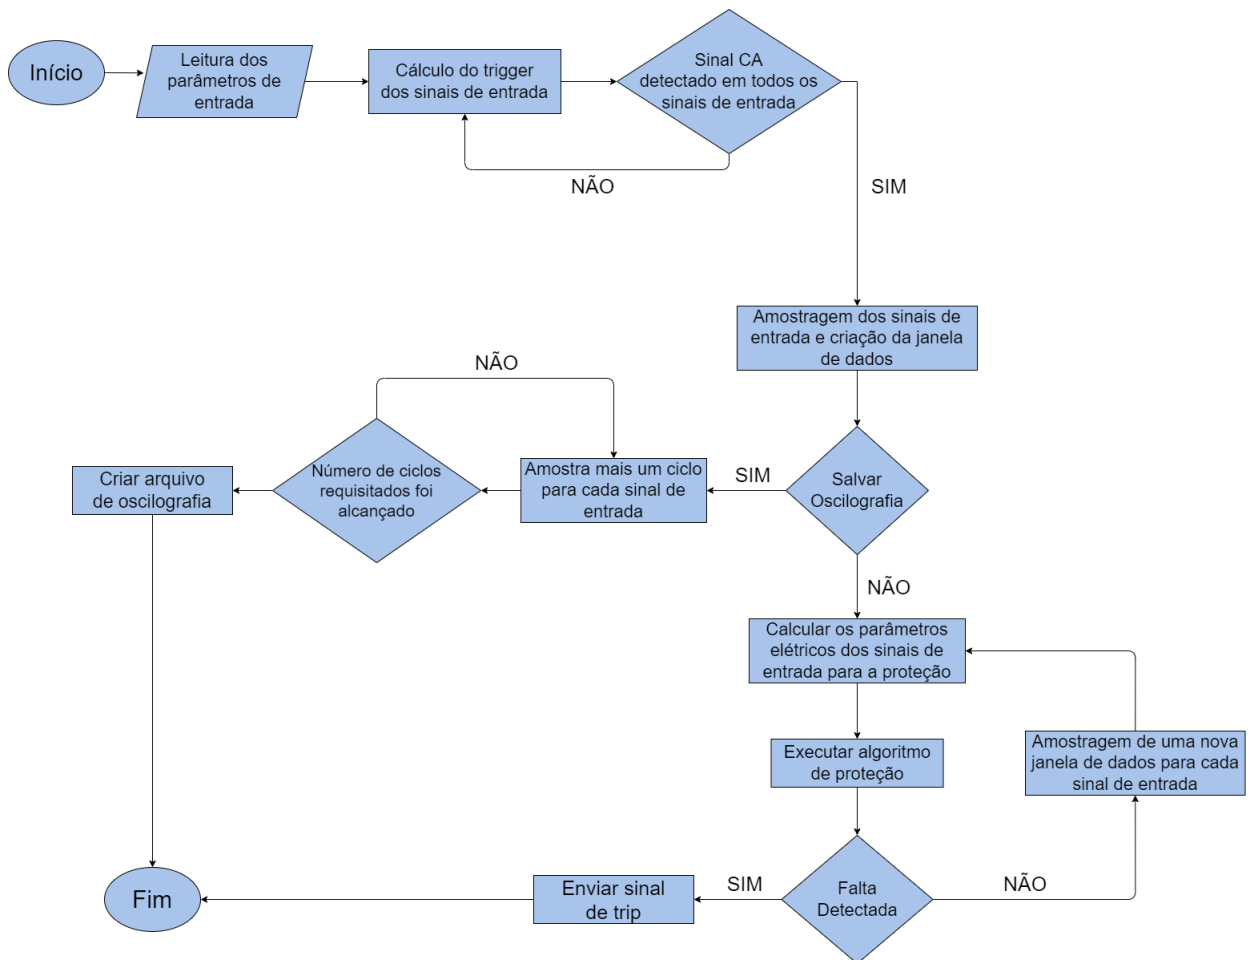 Início
Leitura dos
parâmetros de
entrada
Cálculo do trigger
dos sinais de entrada
Sinal CA
detectado em todos os
sinais de entrada
NÃO
SIM
Amostragem dos sinais de
entrada e criação da janela
de dados
NÃO
Criar arquivo
de oscilografia
Número de ciclos
requisitados foi
alcançado
Amostra mais um ciclo
para cada sinal de
entrada
SIM
Salvar
Oscilografia
NÃO
Calcular os parâmetros
elétricos dos sinais de
entrada para a proteção
Executar algoritmo
de proteção
Amostragem de uma nova
janela de dados para cada
sinal de entrada
Fim
Enviar sinal
de trip
SIM
Falta
Detectada
NÃO